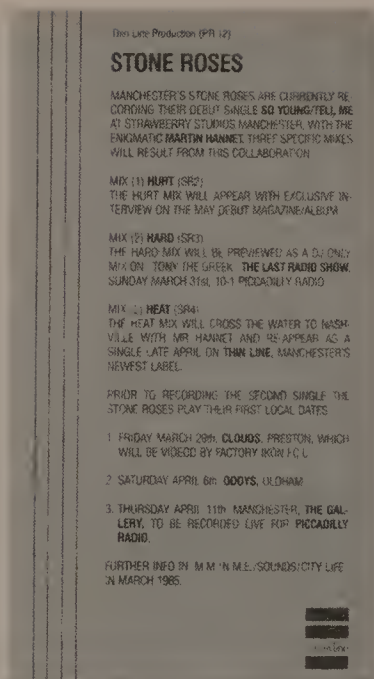 Thin Line Production (PR 12)
STONE ROSES
MANCHESTER'S STONE ROSES ARE CURRENTLY RE
CORDING THEIR DEBUT SINGLE SO YOUNG/TELL ME
AT STRAWBERRY STUDIOS MANCHESTER, WITH THE
ENIGMATIC MARTIN HANNET. THREE SPECIFIC MIXES
WILL RESULT FROM THIS COLLABORATION
MIX (1) HURT (SR2)
THE HURT MIX WILL APPEAR WITH EXCLUSIVE IN-
TERVIEW ON THE MAY DEBUT MAGAZINE/ALBUM
MIX (2) HARD (SR3)
THE HARD MIX WILL BE PREVIEWED AS A DJ ONLY
MIX ON TONY THE GREEK THE LAST RADIO SHOW,
SUNDAY MARCH 31st, 10-1 PICCADILLY RADIO
MIX HEAT (SR4)
THE HEAT MIX WILL CROSS THE WATER TO NASH-
VILLE WITH MR HANNET AND RE-APPEAR AS A
SINGLE LATE APRIL ON THIN LINE, MANCHESTER'S
NEWEST LABEL.
PRIOR TO RECORDING THE SECOND SINGLE THE
STONE ROSES PLAY THEIR FIRST LOCAL DATES
1 FRIDAY MARCH 29th, CLOUDS, PRESTON, WHICH
WILL BE VIDEOD BY FACTORY IKON F.C.L
2 SATURDAY APRIL 6th ODDYS, OLDHAM
3. THURSDAY APRIL 11th MANCHESTER, THE GAL-
LERY, TO BE RECORDED LIVE FOR PICCADILLY
RADIO.
FURTHER INFO IN M.M./N.M.E./SOUNDS/CITY LIFE
IN MARCH 1985.